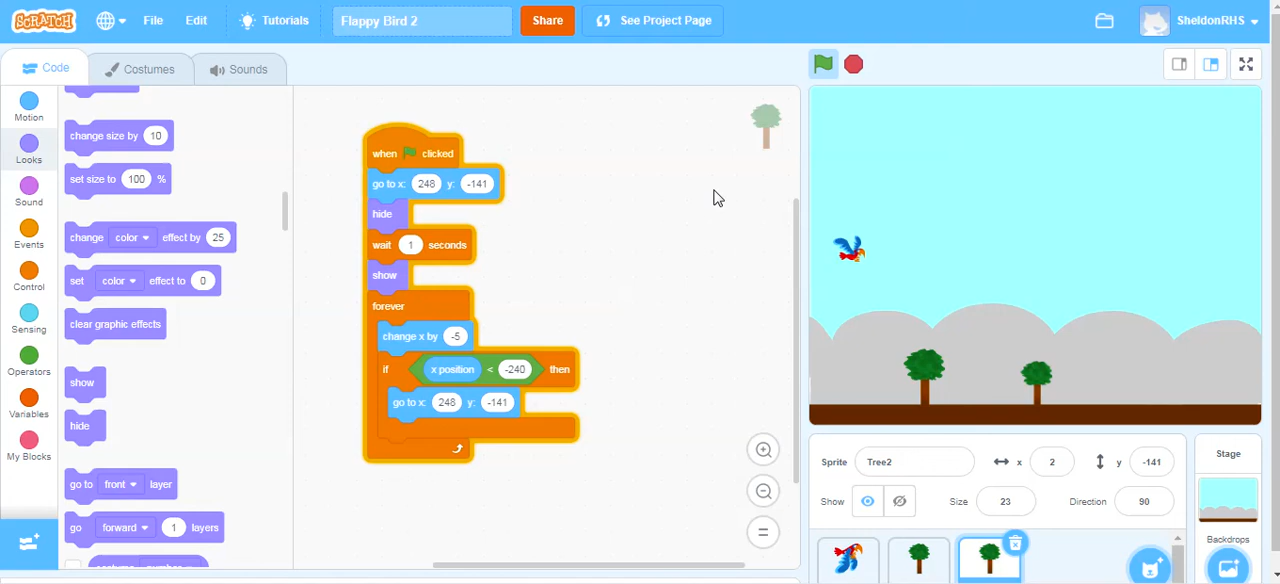 SCRATCH File Edit Tutorials Flappy Bird 2 Share See Project Page SheldonRHS
Code Costumes Sounds
Motion
Looks
Sound
Events
Control
Sensing
Operators
Variables
My Blocks
change size by 10
set size to 100 %
change color effect by 25
set color effect to 0
clear graphic effects
show
hide
go to front layer
go forward 1 layers
when clicked
go to x: 248 y: -141
hide
wait 1 seconds
show
forever
change x by -5
if x position < -240 then
go to x: 248 y: -141
Sprite Tree2 x 2 y -141
Show Size 23 Direction 90
Stage
Backdrops